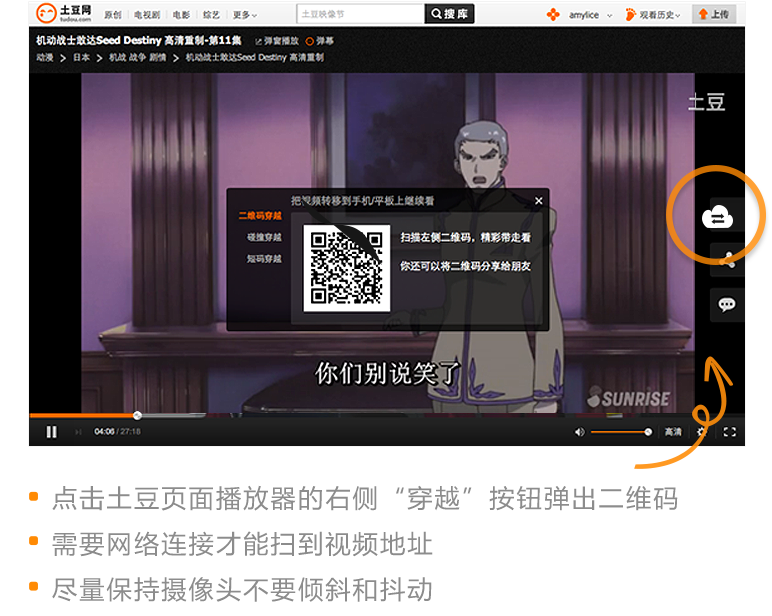 土豆网
tudou.com
原创 电视剧 电影 综艺 更多
土豆映像节
搜库
amylice
观看历史
上传
机动战士敢达Seed Destiny 高清重制-第11集
弹窗播放
弹幕
动漫 > 日本 > 机战 战争 剧情 > 机动战士敢达Seed Destiny 高清重制
土豆
把视频转移到手机/平板上继续看
二维码穿越
碰撞穿越
短码穿越
扫描左侧二维码，精彩带走看
你还可以将二维码分享给朋友
你们别说笑了
SUNRISE
04:06 / 27:18
高清
点击土豆页面播放器的右侧“穿越”按钮弹出二维码
需要网络连接才能扫到视频地址
尽量保持摄像头不要倾斜和抖动